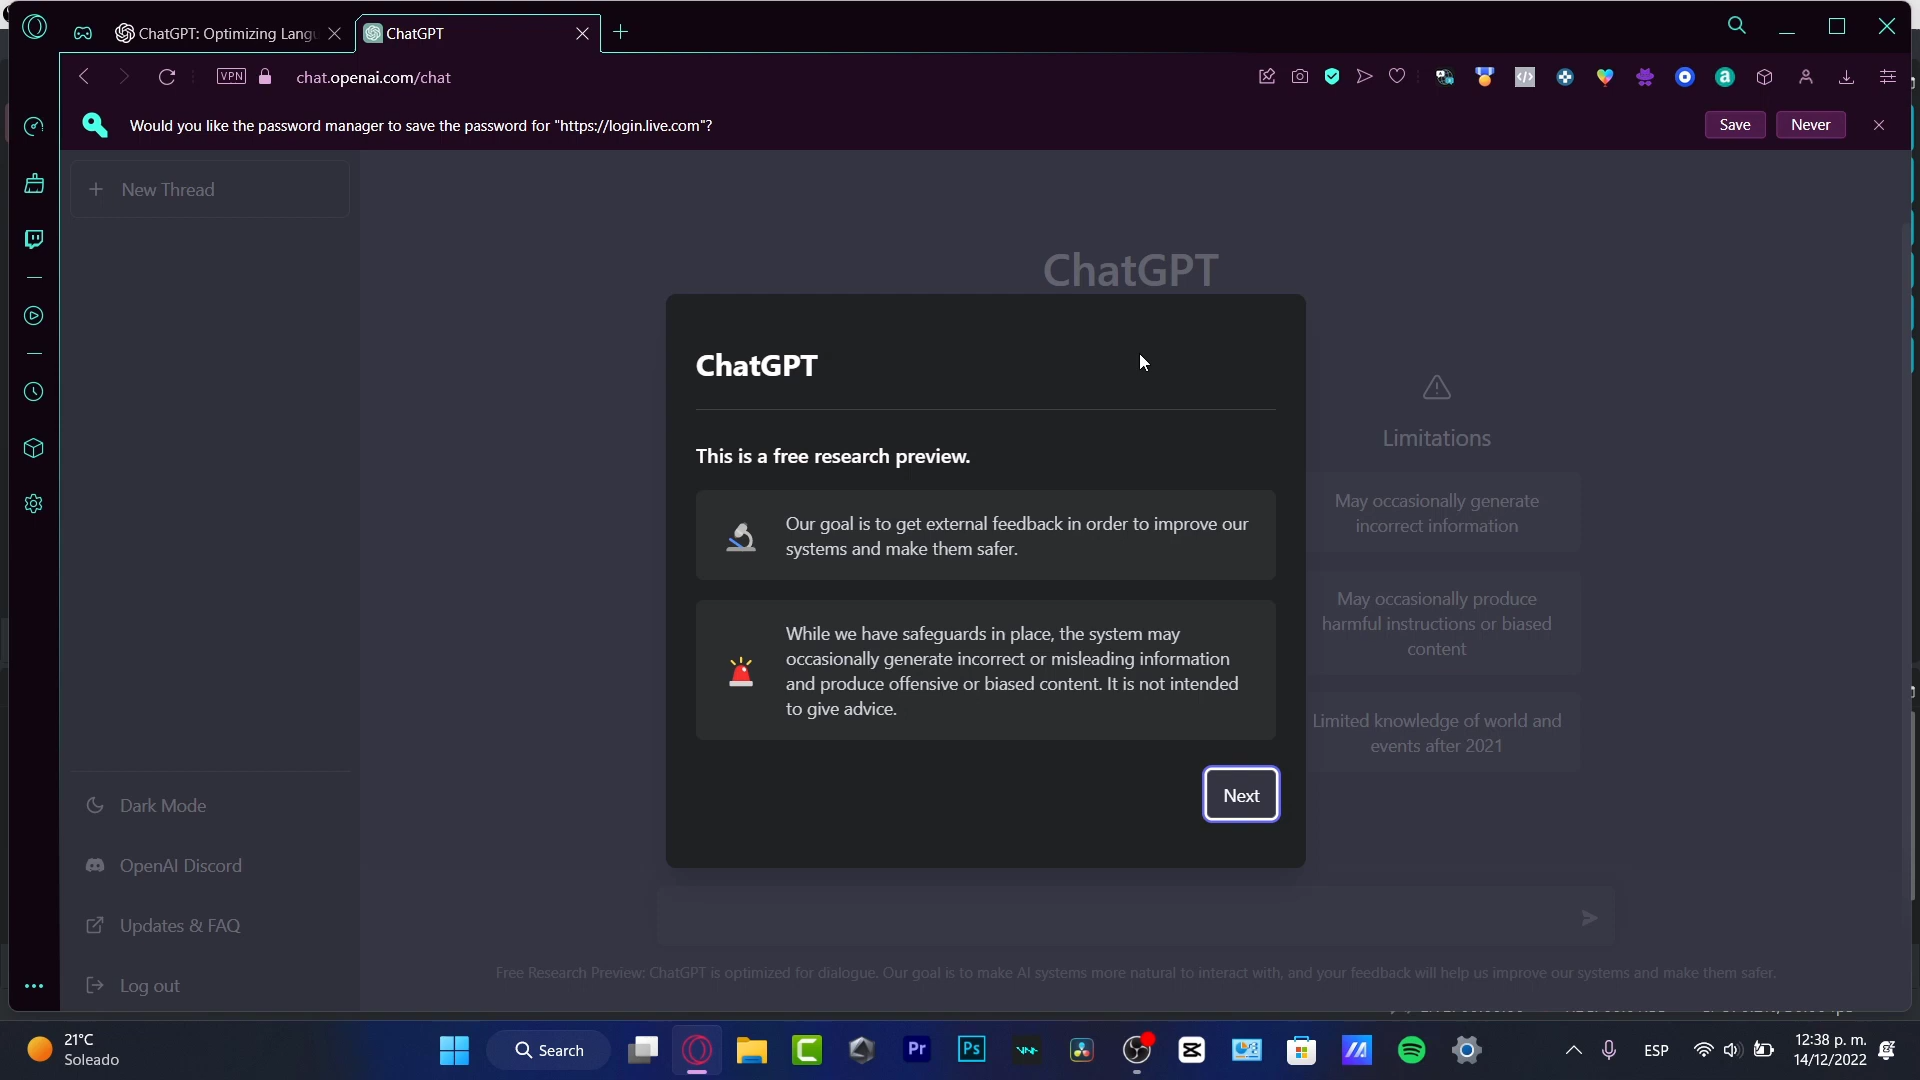 ChatGPT: Optimizing Langu
ChatGPT
VPN
chat.openai.com/chat
Would you like the password manager to save the password for "https://login.live.com"?
Save
Never
New Thread
ChatGPT
ChatGPT
This is a free research preview.
Our goal is to get external feedback in order to improve our
systems and make them safer.
While we have safeguards in place, the system may
occasionally generate incorrect or misleading information
and produce offensive or biased content. It is not intended
to give advice.
Next
Limitations
May occasionally generate
incorrect information
May occasionally produce
harmful instructions or biased
content
Limited knowledge of world and
events after 2021
Dark Mode
OpenAI Discord
Updates & FAQ
Log out
Free Research Preview: ChatGPT is optimized for dialogue. Our goal is to make AI systems more natural to interact with, and your feedback will help us improve our systems and make them safer.
21°C
Soleado
Search
Pr
Ps
ESP
12:38 p. m.
14/12/2022